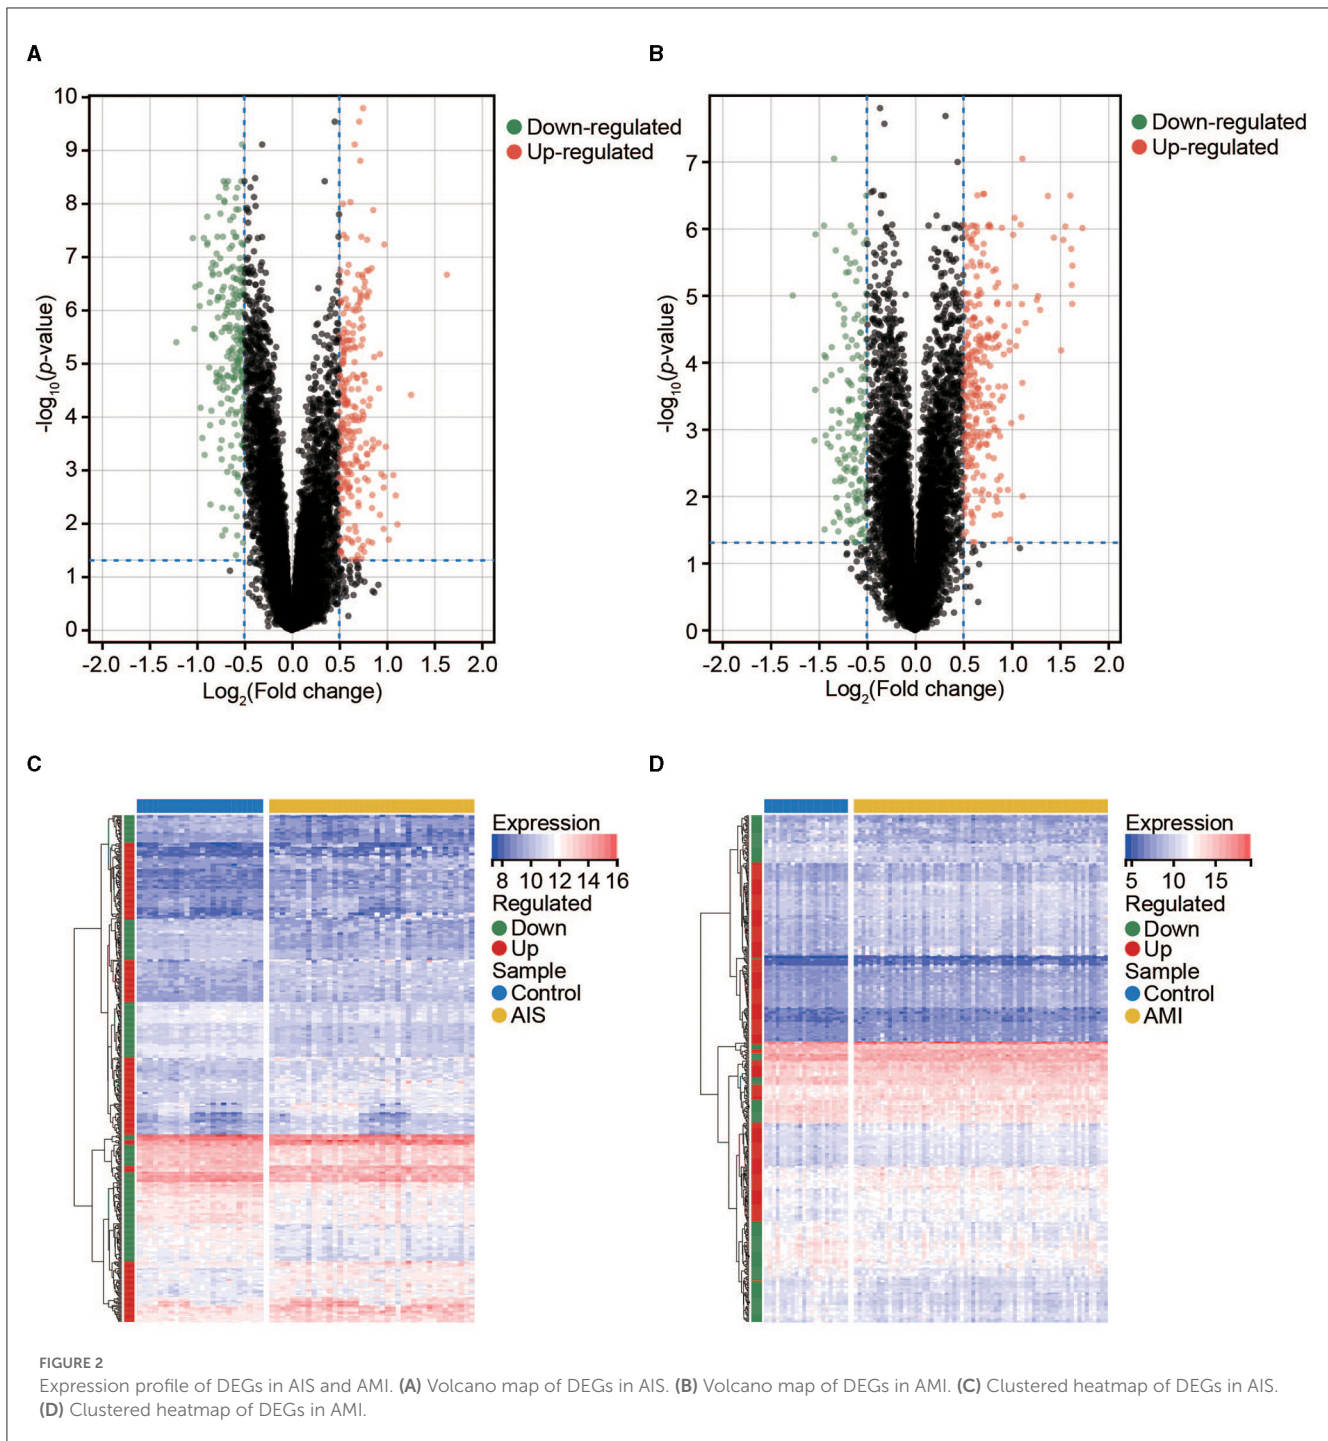 A
B
10
9
8
7
6
5
4
3
2
1
0
-log10(p-value)
-2.0 -1.5 -1.0 -0.5 0.0 0.5 1.0 1.5 2.0
Log2(Fold change)
Down-regulated
Up-regulated
7
6
5
4
3
2
1
0
-log10(p-value)
-2.0 -1.5 -1.0 -0.5 0.0 0.5 1.0 1.5 2.0
Log2(Fold change)
Down-regulated
Up-regulated
C
D
Expression
8 10 12 14 16
Regulated
Down
Up
Sample
Control
AIS
Expression
5 10 15
Regulated
Down
Up
Sample
Control
AMI
FIGURE 2
Expression profile of DEGs in AIS and AMI. (A) Volcano map of DEGs in AIS. (B) Volcano map of DEGs in AMI. (C) Clustered heatmap of DEGs in AIS.
(D) Clustered heatmap of DEGs in AMI.